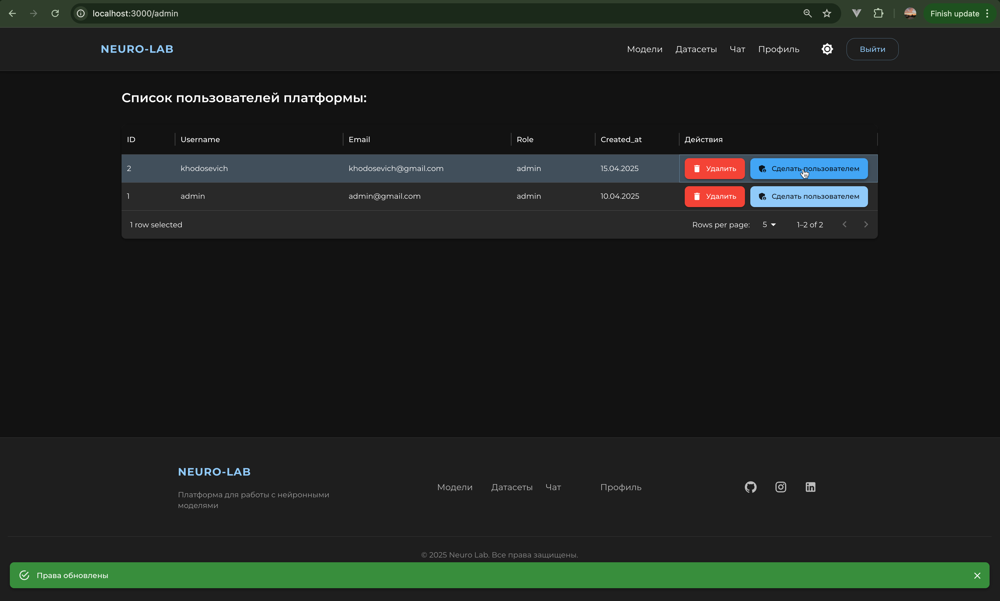 localhost:3000/admin
Finish update
NEURO-LAB
Модели Датасеты Чат Профиль Выйти
Список пользователей платформы:
ID Username Email Role Created_at Действия
2 khodosevich khodosevich@gmail.com admin 15.04.2025 Удалить Сделать пользователем
1 admin admin@gmail.com admin 10.04.2025 Удалить Сделать пользователем
1 row selected Rows per page: 5 1–2 of 2
NEURO-LAB
Платформа для работы с нейронными
моделями
Модели Датасеты Чат Профиль
© 2025 Neuro Lab. Все права защищены.
Права обновлены